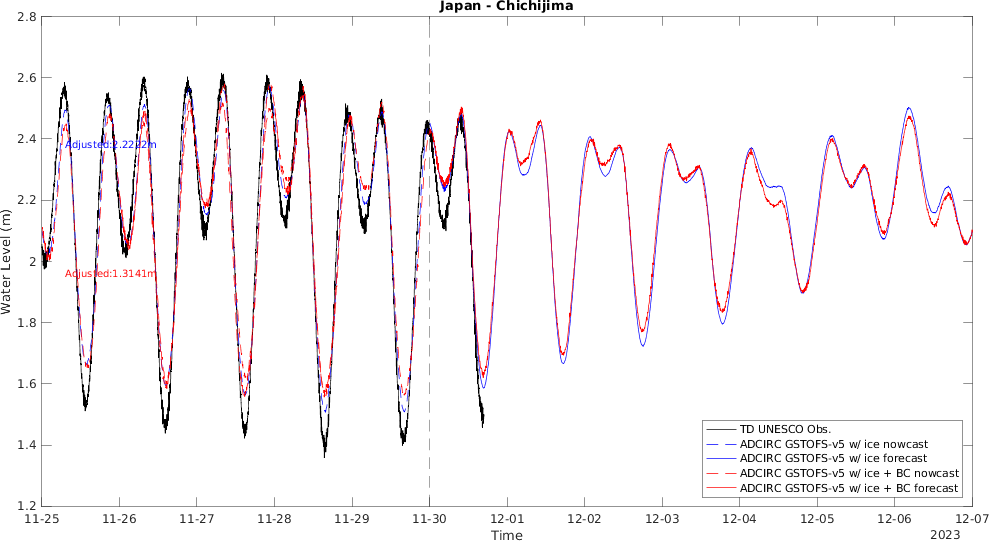 Japan - Chichijima
2.8
2.6
2.4
2.2
2
1.8
1.6
1.4
1.2
Water Level (m)
Adjusted:2.2222m
Adjusted:1.3141m
TD UNESCO Obs.
ADCIRC GSTOFS-v5 w/ ice nowcast
ADCIRC GSTOFS-v5 w/ ice forecast
ADCIRC GSTOFS-v5 w/ ice + BC nowcast
ADCIRC GSTOFS-v5 w/ ice + BC forecast
11-25 11-26 11-27 11-28 11-29 11-30 12-01 12-02 12-03 12-04 12-05 12-06 12-07
Time
2023